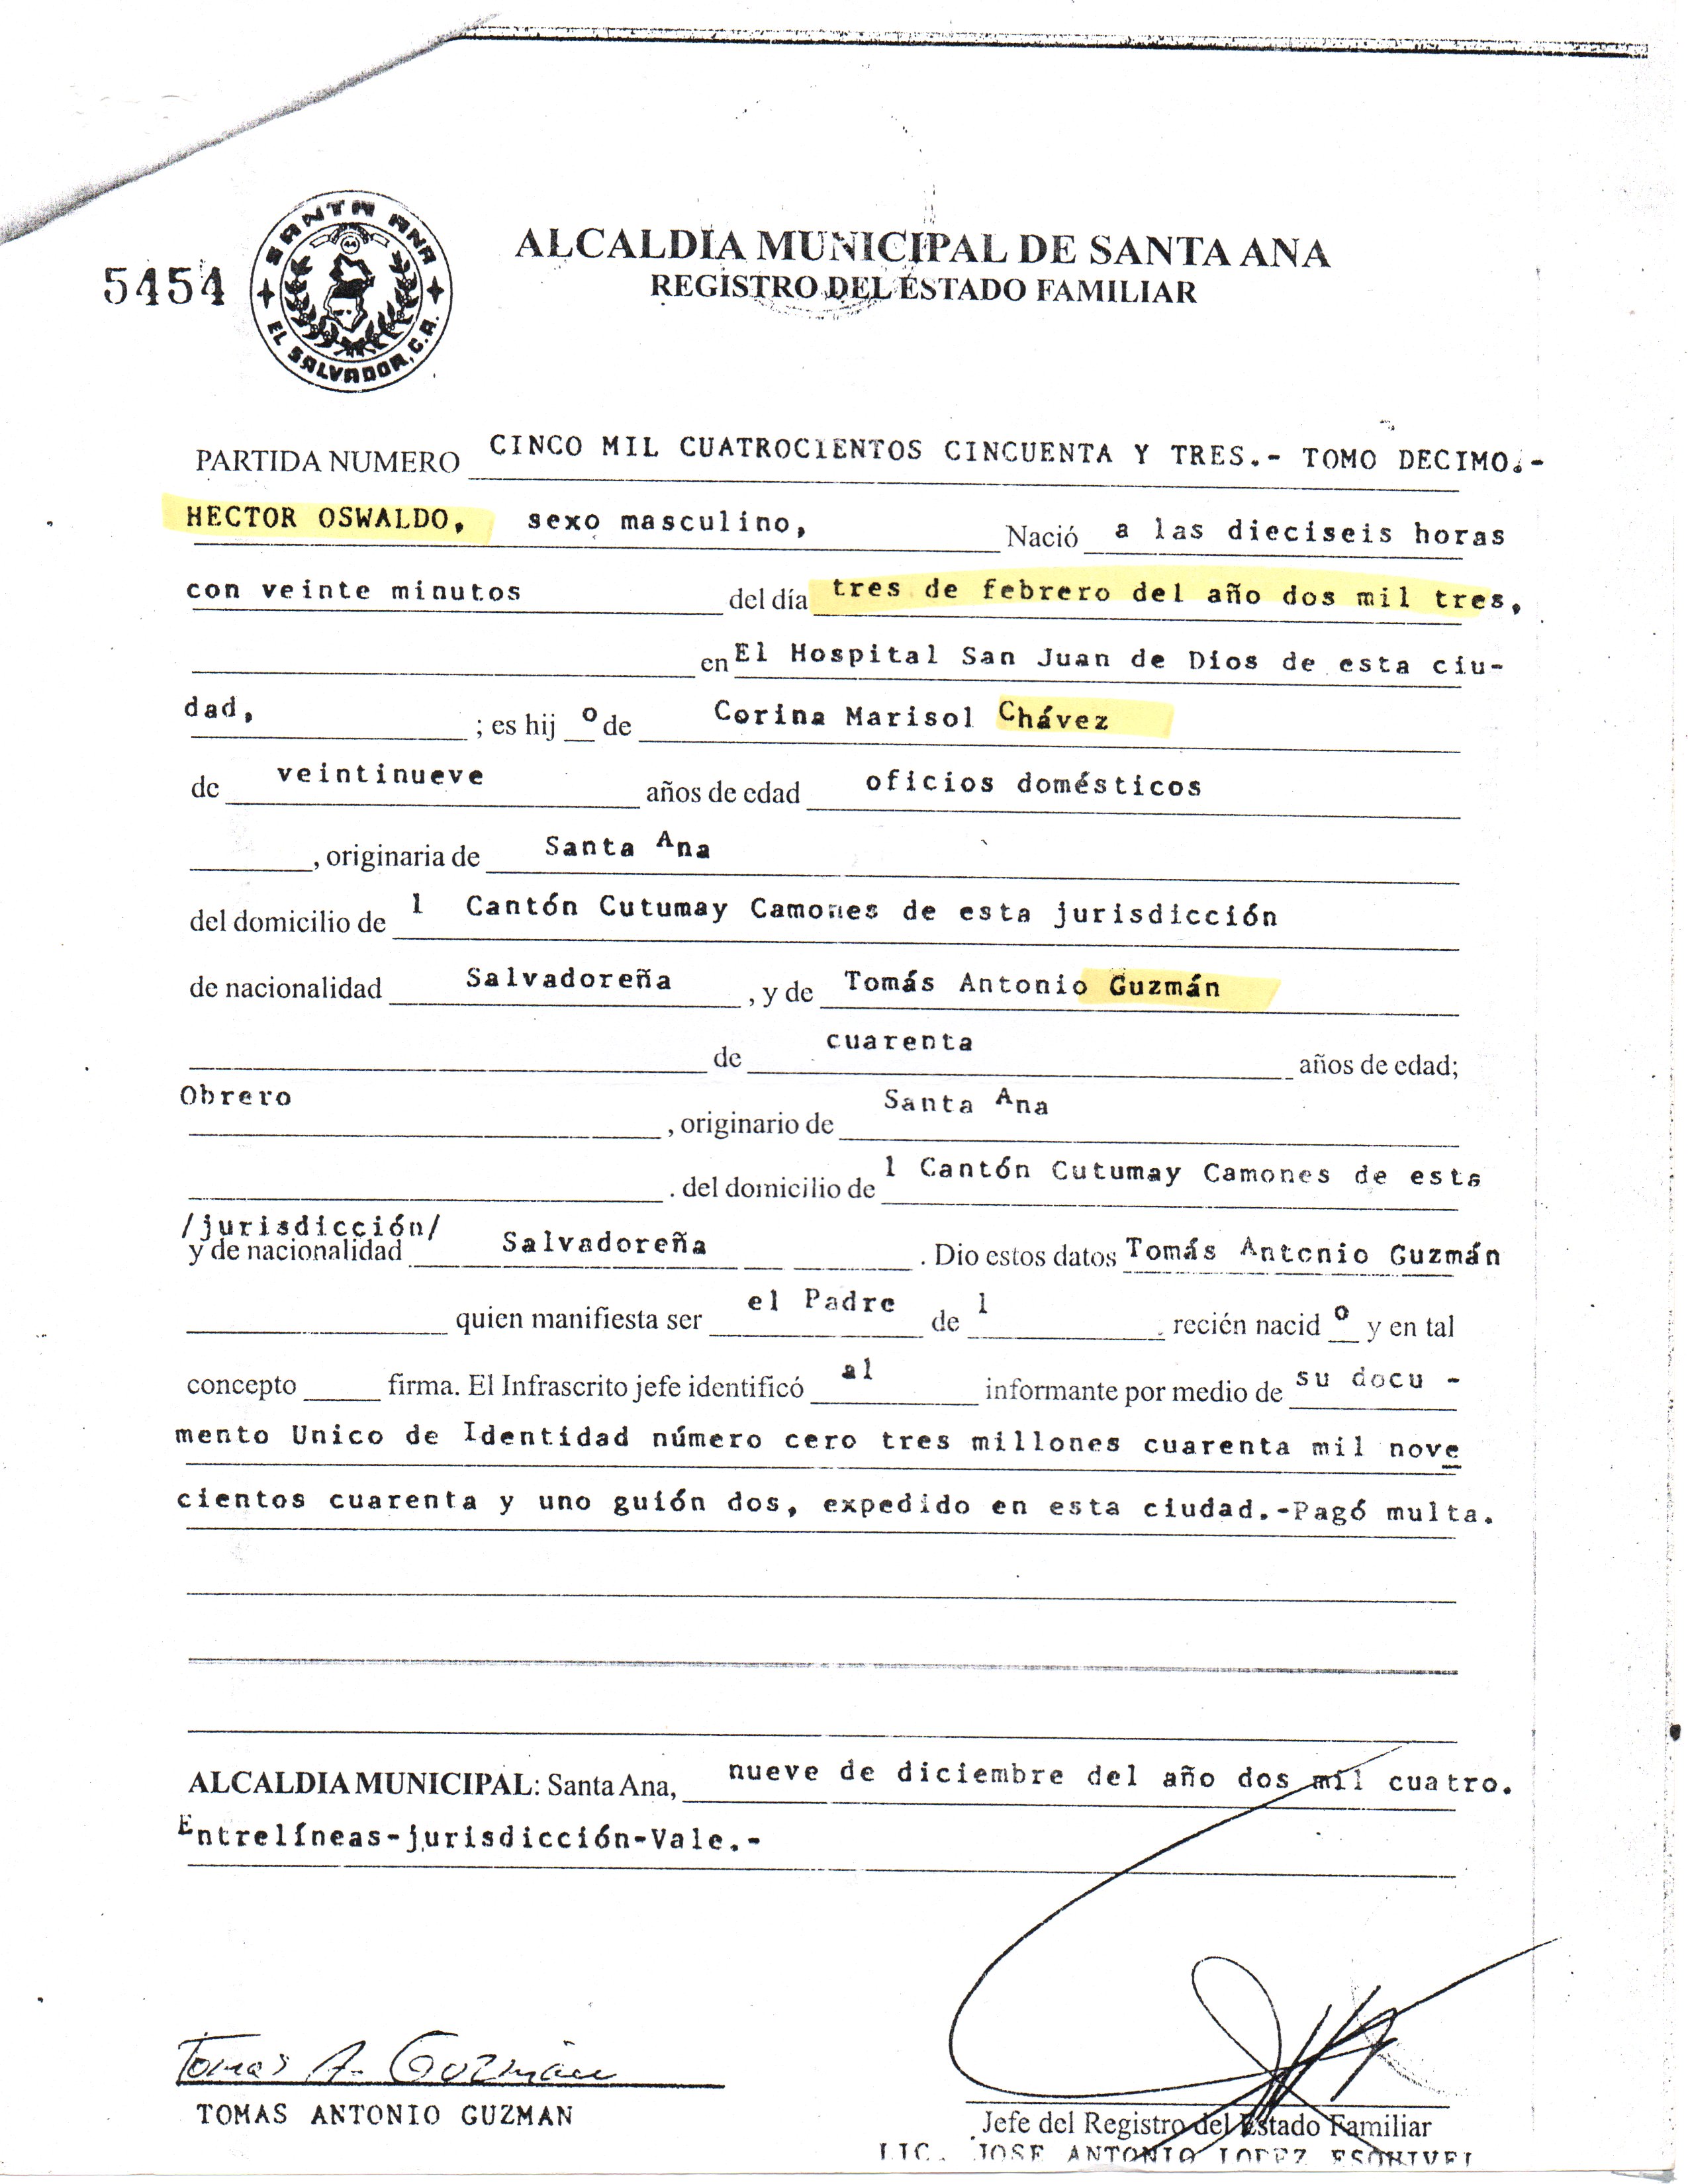 5454
SANTA ANA
EL SALVADOR, C.A.
ALCALDIA MUNICIPAL DE SANTA ANA
REGISTRO DEL ESTADO FAMILIAR
PARTIDA NUMERO CINCO MIL CUATROCIENTOS CINCUENTA Y TRES.- TOMO DECIMO.-
HECTOR OSWALDO, sexo masculino, Nació a las dieciseis horas
con veinte minutos del día tres de febrero del año dos mil tres,
en El Hospital San Juan de Dios de esta ciu-
dad, ; es hij o de Corina Marisol Chávez
de veintinueve años de edad oficios domésticos
, originaria de Santa Ana
del domicilio de l Cantón Cutumay Camones de esta jurisdicción
de nacionalidad Salvadoreña , y de Tomás Antonio Guzmán
de cuarenta años de edad;
Obrero , originario de Santa Ana
. del domicilio de l Cantón Cutumay Camones de esta
/jurisdicción/
y de nacionalidad Salvadoreña . Dio estos datos Tomás Antonio Guzmán
quien manifiesta ser el Padre de l recién nacid o y en tal
concepto firma. El Infrascrito jefe identificó al informante por medio de su docu -
mento Unico de Identidad número cero tres millones cuarenta mil nove
cientos cuarenta y uno guión dos, expedido en esta ciudad.-Pagó multa.
ALCALDIA MUNICIPAL: Santa Ana, nueve de diciembre del año dos mil cuatro.
Entrelíneas-jurisdicción-Vale.-
Tomas A. Guzmán
TOMAS ANTONIO GUZMAN
Jefe del Registro del Estado Familiar
LIC. JOSE ANTONIO LOPEZ ESQUIVEL